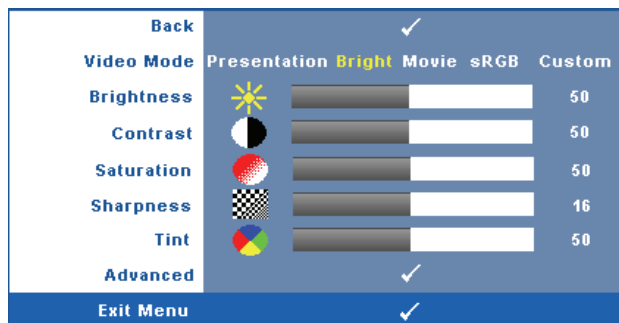 Back
Video Mode Presentation Bright Movie sRGB Custom
Brightness 50
Contrast 50
Saturation 50
Sharpness 16
Tint 50
Advanced
Exit Menu